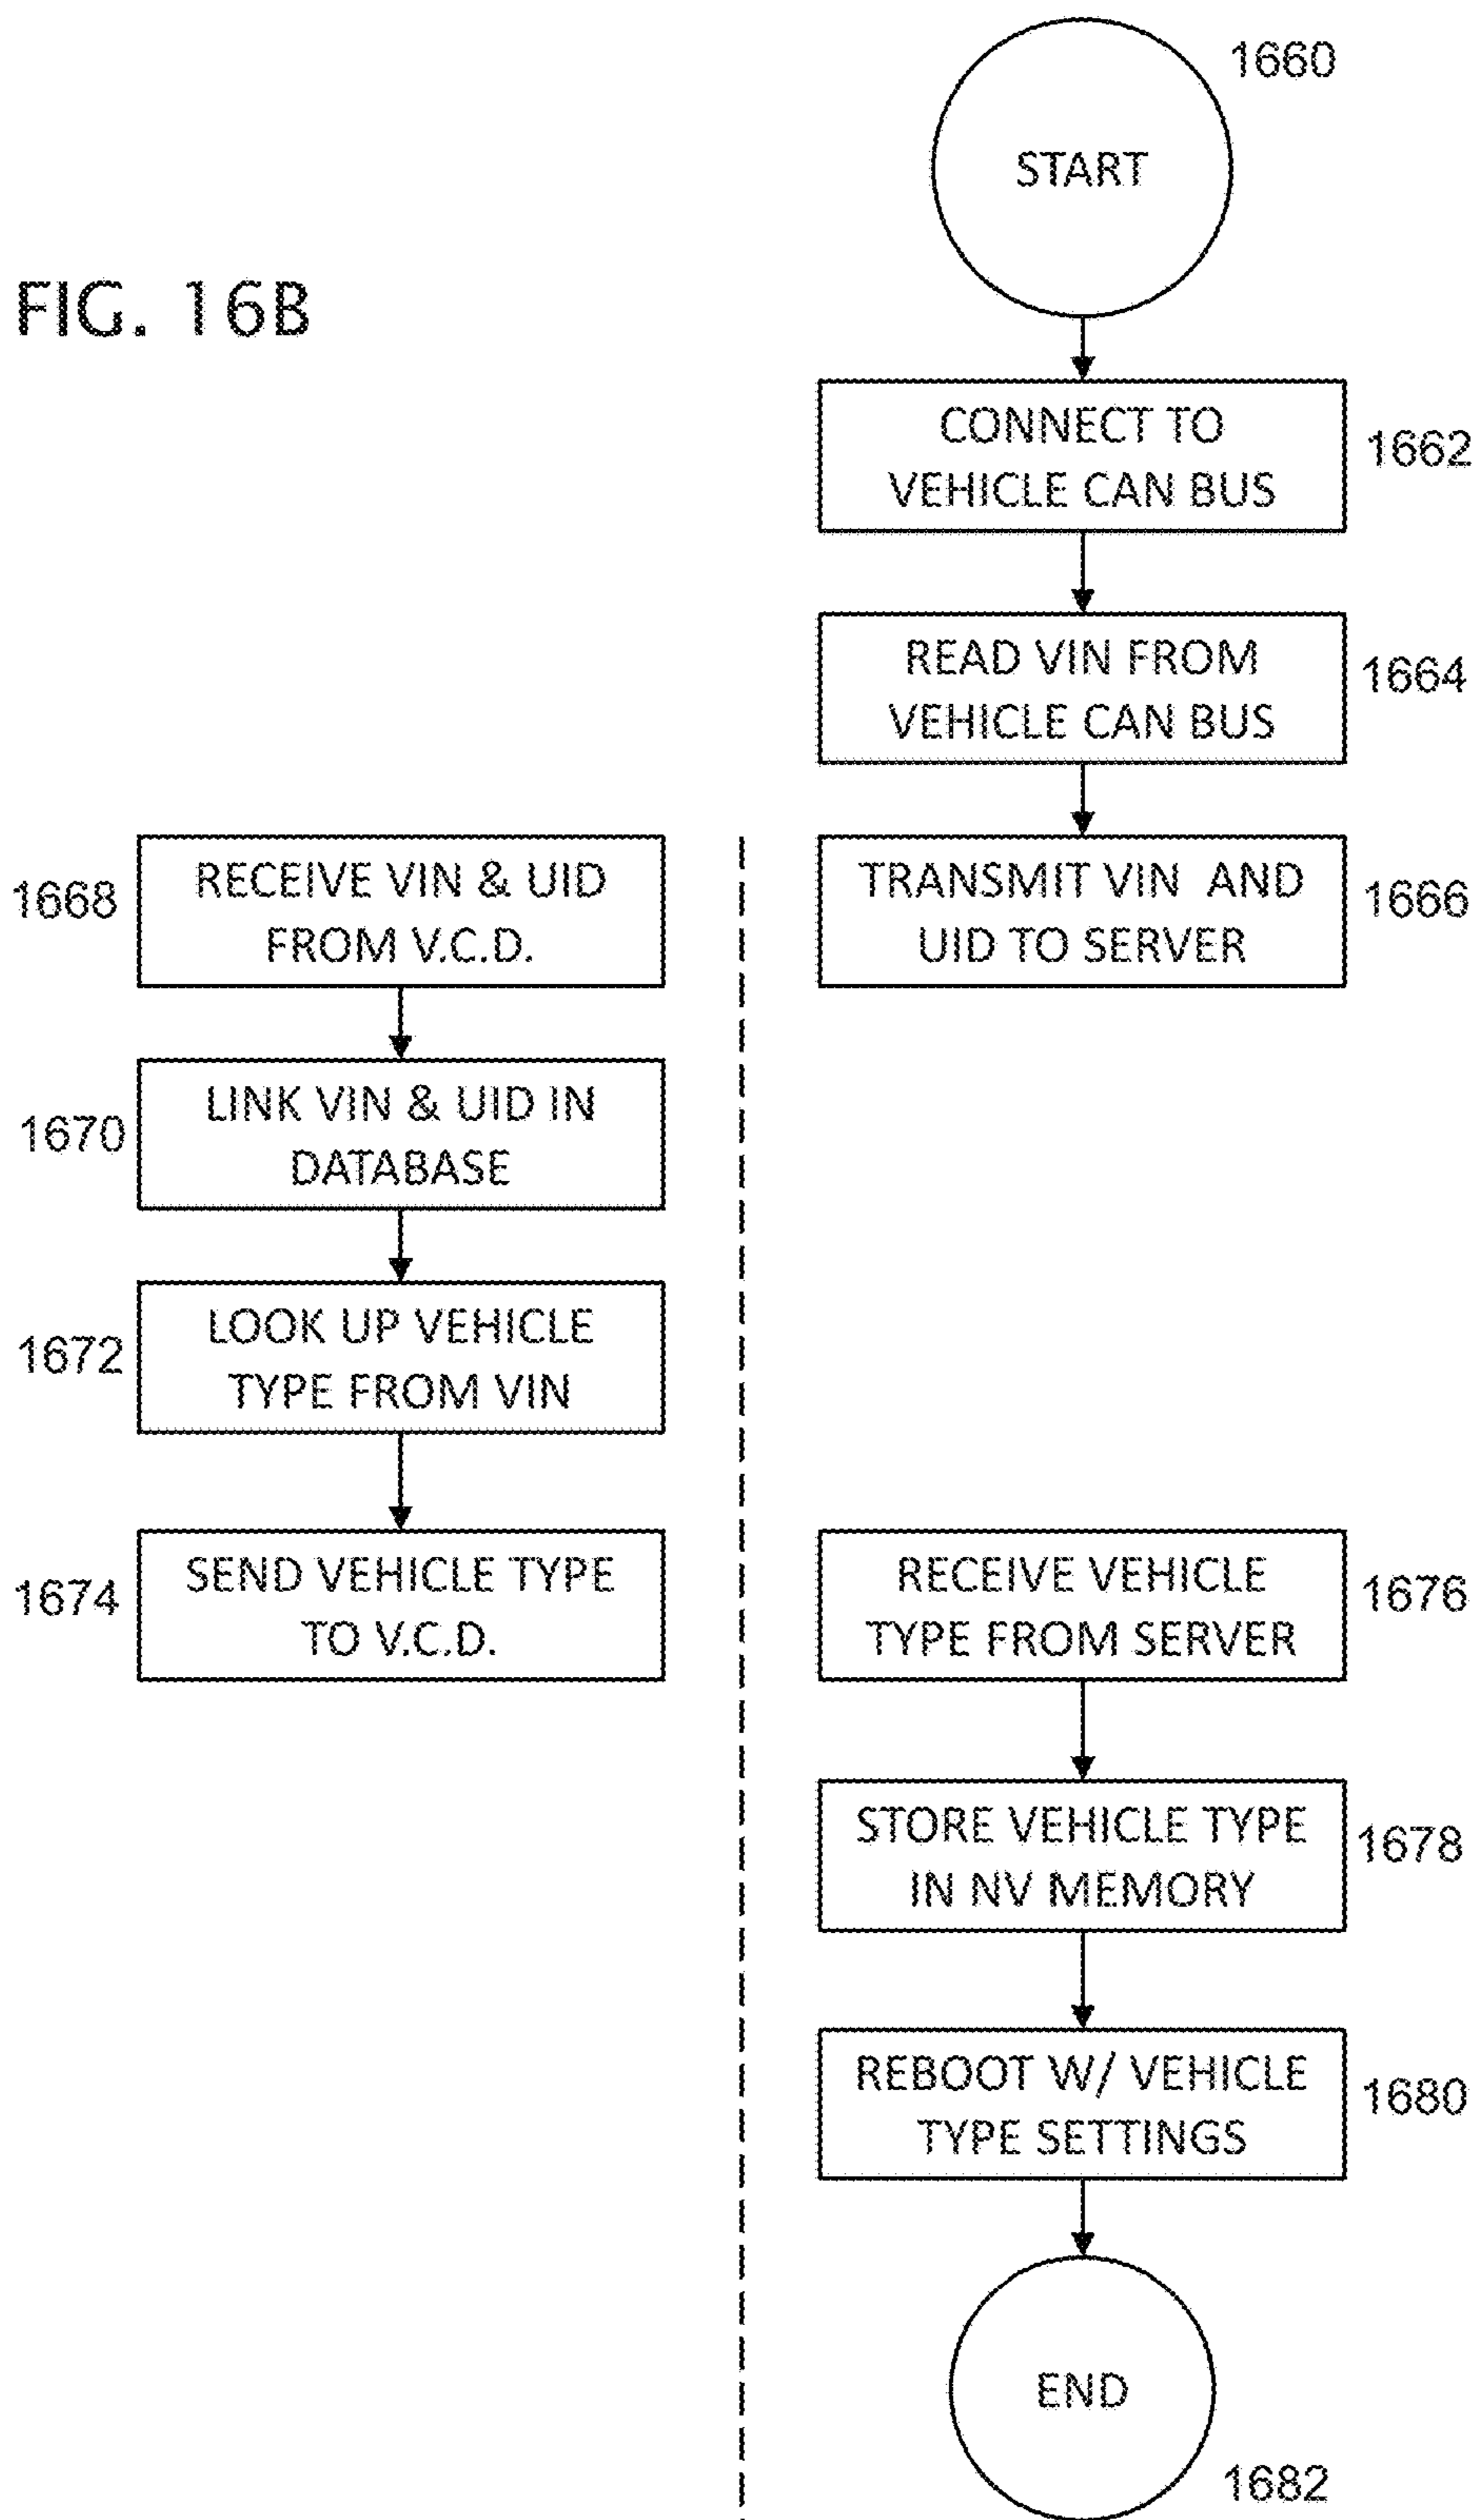 1660
START
FIG. 16B
CONNECT TO
VEHICLE CAN BUS
1662
READ VIN FROM
VEHICLE CAN BUS
1664
TRANSMIT VIN AND
UID TO SERVER
1666
1668
RECEIVE VIN & UID
FROM V.C.D.
1670
LINK VIN & UID IN
DATABASE
1672
LOOK UP VEHICLE
TYPE FROM VIN
1674
SEND VEHICLE TYPE
TO V.C.D.
RECEIVE VEHICLE
TYPE FROM SERVER
1676
STORE VEHICLE TYPE
IN NV MEMORY
1678
REBOOT W/ VEHICLE
TYPE SETTINGS
1680
END
1682